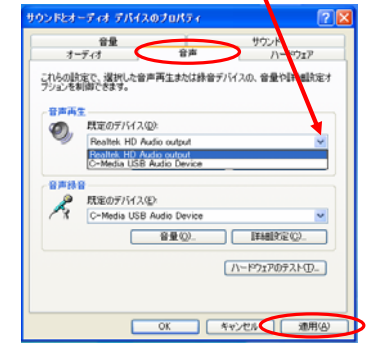 サウンドとオーディオ デバイスのプロパティ
音量
サウンド
オーディオ
音声
ハードウェア
これらの設定で、選択した音声再生または録音デバイスの、音量や詳細設定オ
プションを制御できます。
音声再生
既定のデバイス(D):
Realtek HD Audio output
Realtek HD Audio output
C-Media USB Audio Device
音声録音
既定のデバイス(E):
C-Media USB Audio Device
音量(O)...
詳細設定(C)...
ハードウェアのテスト(T)...
OK
キャンセル
適用(A)